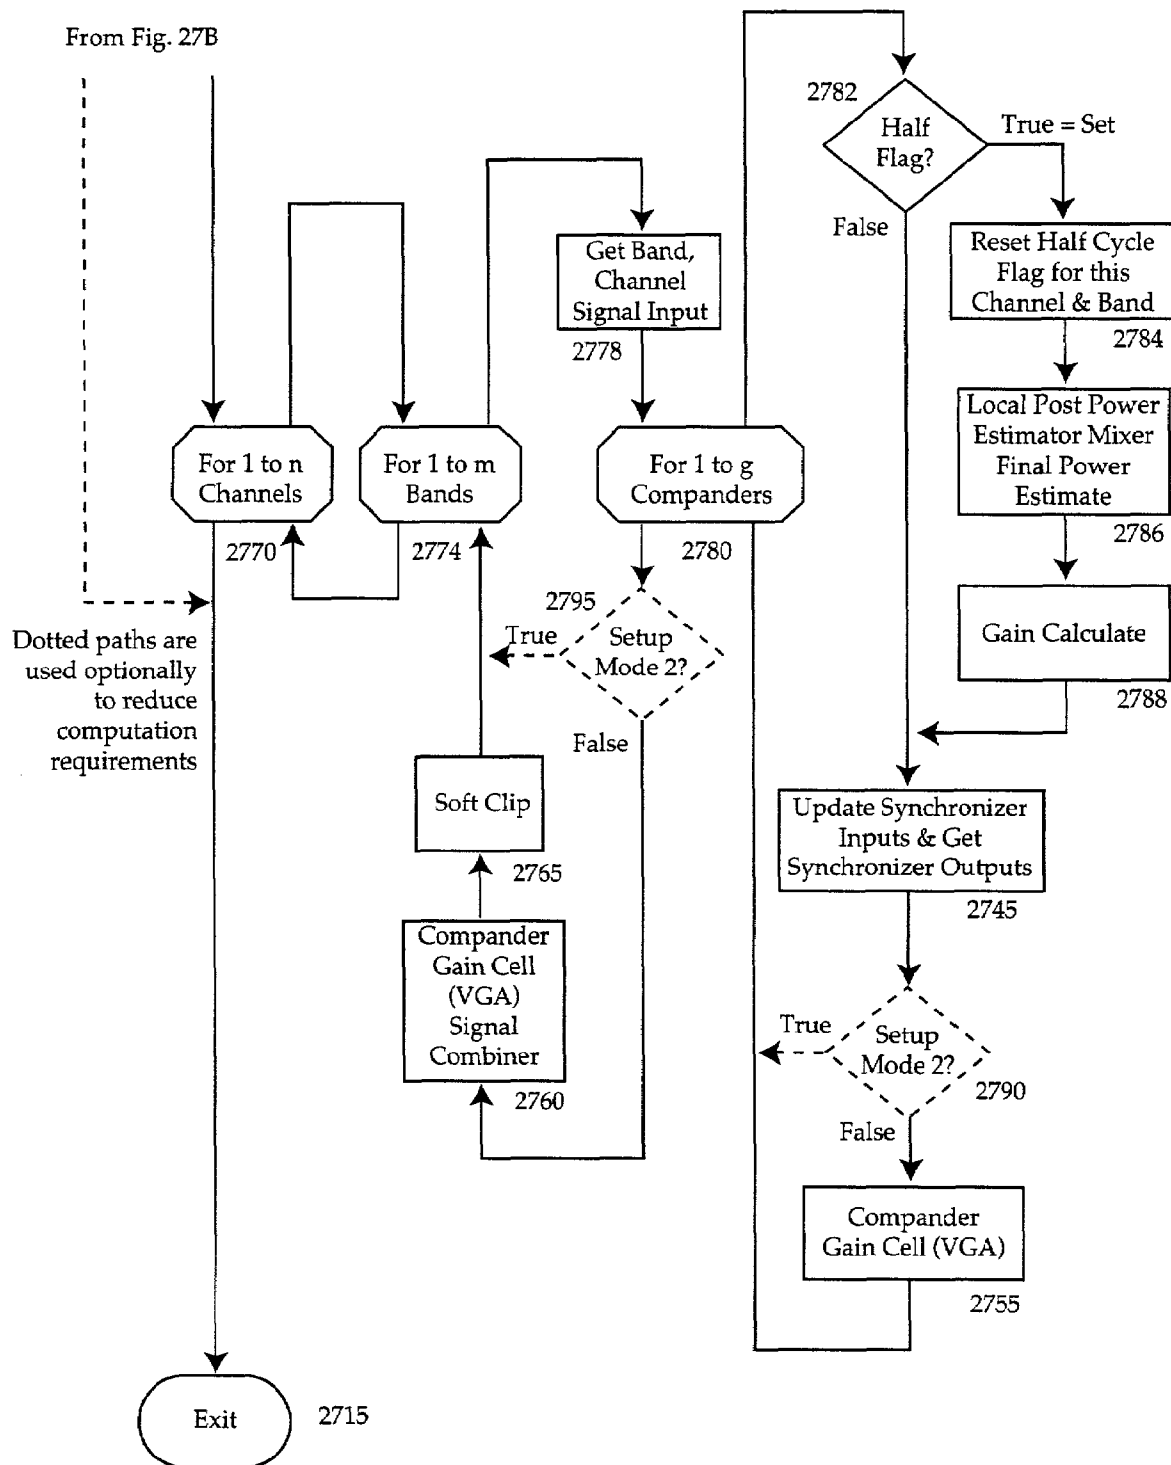 From Fig. 27B
2782
Half
Flag?
True = Set
False
Get Band,
Channel
Signal Input
2778
Reset Half Cycle
Flag for this
Channel & Band
2784
Local Post Power
Estimator Mixer
Final Power
Estimate
2786
For 1 to n
Channels
2770
For 1 to m
Bands
2774
For 1 to g
Companders
2780
2795
True
Setup
Mode 2?
False
Gain Calculate
2788
Dotted paths are
used optionally
to reduce
computation
requirements
Soft Clip
2765
Update Synchronizer
Inputs & Get
Synchronizer Outputs
2745
Compander
Gain Cell
(VGA)
Signal
Combiner
2760
True
Setup
Mode 2?
2790
False
Compander
Gain Cell (VGA)
2755
Exit
2715